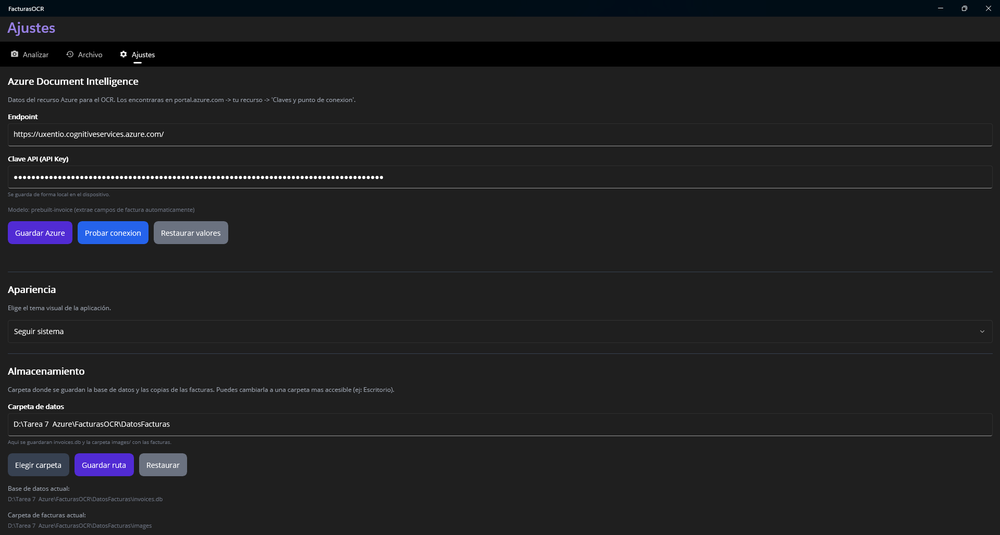 FacturasOCR
Ajustes
Analizar
Archivo
Ajustes
Azure Document Intelligence
Datos del recurso Azure para el OCR. Los encontraras en portal.azure.com -> tu recurso -> 'Claves y punto de conexion'.
Endpoint
https://uxentio.cognitiveservices.azure.com/
Clave API (API Key)
Se guarda de forma local en el dispositivo.
Modelo: prebuilt-invoice (extrae campos de factura automaticamente)
Guardar Azure
Probar conexion
Restaurar valores
Apariencia
Elige el tema visual de la aplicación.
Seguir sistema
Almacenamiento
Carpeta donde se guardan la base de datos y las copias de las facturas. Puedes cambiarla a una carpeta mas accesible (ej: Escritorio).
Carpeta de datos
D:\Tarea 7  Azure\FacturasOCR\DatosFacturas
Aqui se guardaran invoices.db y la carpeta images/ con las facturas.
Elegir carpeta
Guardar ruta
Restaurar
Base de datos actual:
D:\Tarea 7  Azure\FacturasOCR\DatosFacturas\invoices.db
Carpeta de facturas actual:
D:\Tarea 7  Azure\FacturasOCR\DatosFacturas\images